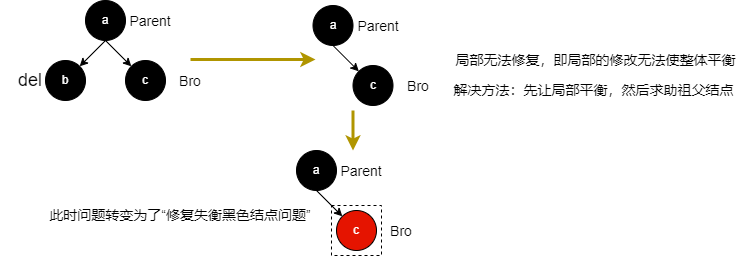 a Parent
del b c Bro
a Parent
c Bro
局部无法修复，即局部的修改无法使整体平衡
解决方法：先让局部平衡，然后求助祖父结点
a Parent
此时问题转变为了“修复失衡黑色结点问题”
c Bro